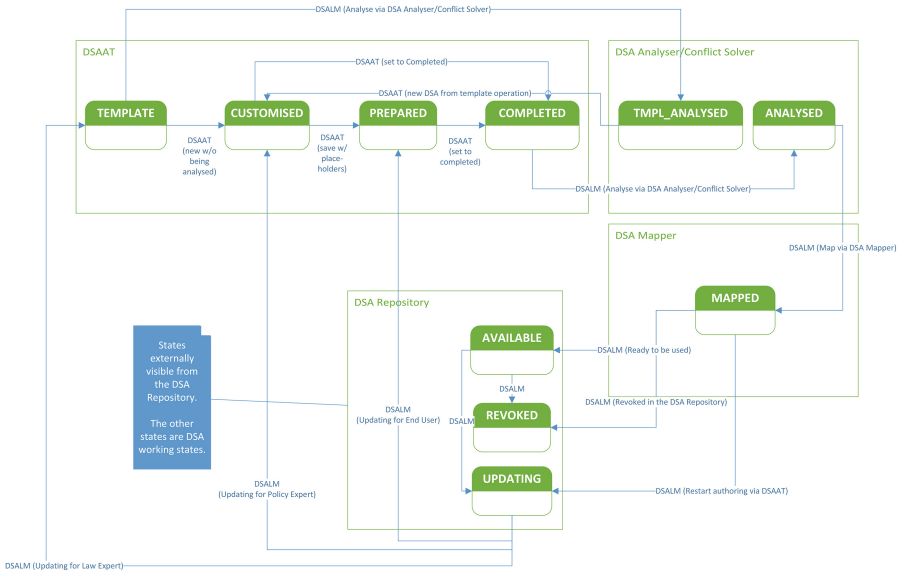 DSALM (Analyse via DSA Analyser/Conflict Solver)
DSAAT
DSA Analyser/Conflict Solver
DSAAT (set to Completed)
DSAAT (new DSA from template operation)
TEMPLATE
CUSTOMISED
PREPARED
COMPLETED
TMPL_ANALYSED
ANALYSED
DSAAT
(new w/o
being
analysed)
DSAAT
(save w/
place-
holders)
DSAAT
(set to
completed)
DSALM (Analyse via DSA Analyser/Conflict Solver)
DSA Mapper
DSALM (Map via DSA Mapper)
MAPPED
DSA Repository
AVAILABLE
DSALM (Ready to be used)
States
externally
visible from
the DSA
Repository.
The other
states are DSA
working states.
DSALM
DSALM (Revoked in the DSA Repository)
DSALM
(Updating for End User)
REVOKED
DSALM
UPDATING
DSALM
(Updating for Policy Expert)
DSALM (Restart authoring via DSAAT)
DSALM (Updating for Law Expert)